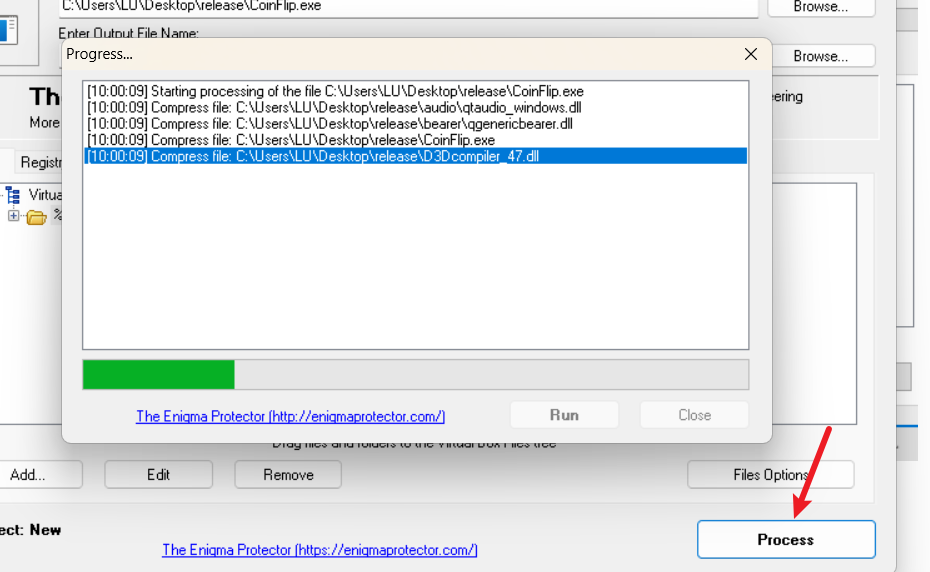 C:\Users\LU\Desktop\release\CoinFlip.exe
Browse...
Enter Output File Name:
Progress...
Browse...
[10:00:09] Starting processing of the file C:\Users\LU\Desktop\release\CoinFlip.exe
[10:00:09] Compress file: C:\Users\LU\Desktop\release\audio\qtaudio_windows.dll
[10:00:09] Compress file: C:\Users\LU\Desktop\release\bearer\qgenericbearer.dll
[10:00:09] Compress file: C:\Users\LU\Desktop\release\CoinFlip.exe
[10:00:09] Compress file: C:\Users\LU\Desktop\release\D3Dcompiler_47.dll
Th
eering
More
Registr
Virtua
%
The Enigma Protector (http://enigmaprotector.com/)
Run
Close
Drag files and folders to the Virtual Box Files tree
Add...
Edit
Remove
Files Options
ect: New
The Enigma Protector (https://enigmaprotector.com/)
Process